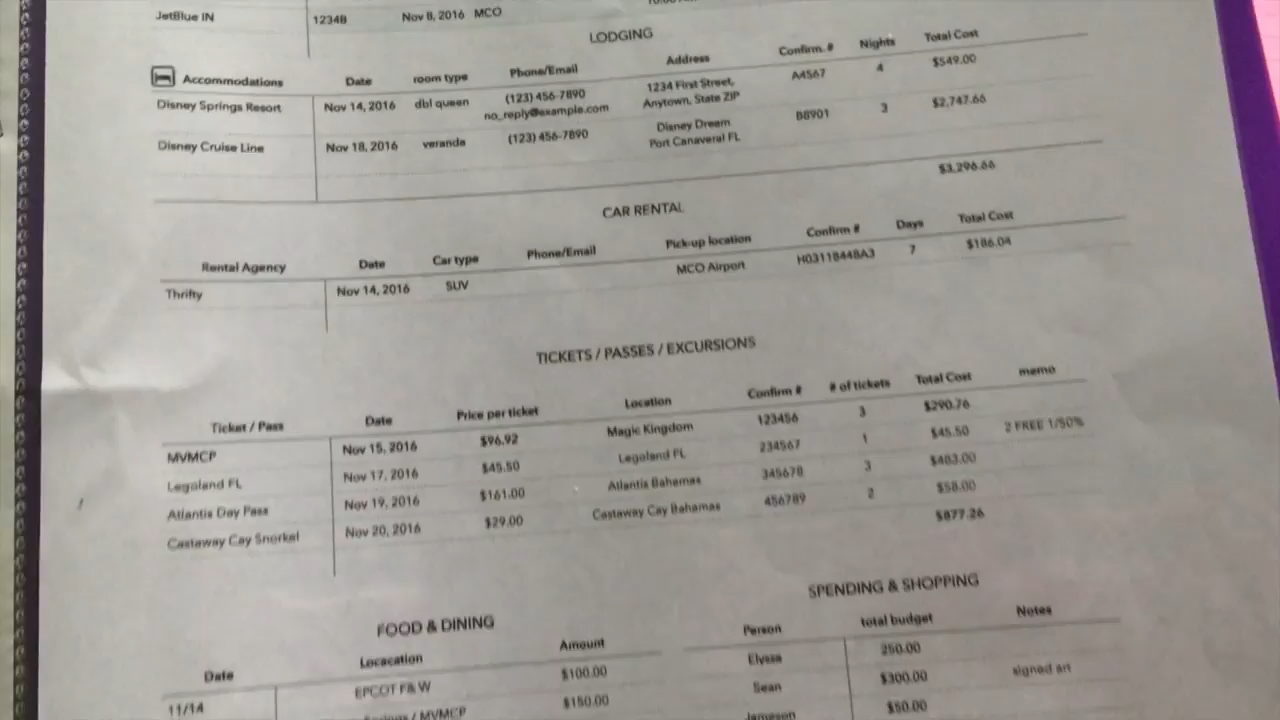 JetBlue IN 1234B Nov 8, 2016 MCO
LODGING
Accommodations Date room type Phone/Email Address Confirm. # Nights Total Cost
Disney Springs Resort Nov 14, 2016 dbl queen (123) 456-7890 no_reply@example.com 1234 First Street, Anytown, State ZIP A4567 4 $549.00
Disney Cruise Line Nov 18, 2016 veranda (123) 456-7890 Disney Dream Port Canaveral FL B8901 3 $2,747.66
$3,296.66
CAR RENTAL
Rental Agency Date Car type Phone/Email Pick-up location Confirm # Days Total Cost
Thrifty Nov 14, 2016 SUV MCO Airport H03118448A3 7 $186.04
TICKETS / PASSES / EXCURSIONS
Ticket / Pass Date Price per ticket Location Confirm # # of tickets Total Cost memo
MVMCP Nov 15, 2016 $96.92 Magic Kingdom 123456 3 $290.76
Legoland FL Nov 17, 2016 $45.50 Legoland FL 234567 1 $45.50 2 FREE 1/50%
Atlantis Day Pass Nov 19, 2016 $161.00 Atlantis Bahamas 345678 3 $483.00
Castaway Cay Snorkel Nov 20, 2016 $29.00 Castaway Cay Bahamas 456789 2 $58.00
$877.26
FOOD & DINING
Date Locacation Amount
11/14 EPCOT F& W $100.00
/ MVMCP $150.00
SPENDING & SHOPPING
Person total budget Notes
Elyssa 250.00
Sean $300.00 signed art
Jameson $50.00